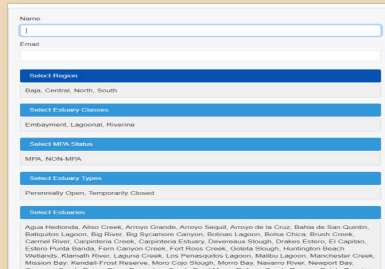 Name
Email
Select Region
Baja, Central, North, South
Select Estuary Classes
Embayment, Lagoonal, Riverine
Select MPA Status
MPA, NON-MPA
Select Estuary Types
Perennially Open, Temporarily Closed
Select Estuaries
Agua Hedionda, Aliso Creek, Arroyo Grande, Arroyo Sequit, Arroyo de la Cruz, Bahia de San Quintin,
Batiquitos Lagoon, Big River, Big Sycamore Canyon, Bolinas Lagoon, Bolsa Chica, Brush Creek,
Carmel River, Carpinteria Creek, Carpinteria Estuary, Devereaux Slough, Drakes Estero, El Capitan,
Estero Punta Banda, Fern Canyon Creek, Fort Ross Creek, Goleta Slough, Huntington Beach
Wetlands, Klamath River, Laguna Creek, Los Penasquitos Lagoon, Malibu Lagoon, Manchester Creek,
Mission Bay, Kendall-Frost Reserve, Moro Cojo Slough, Morro Bay, Navarro River, Newport Bay,